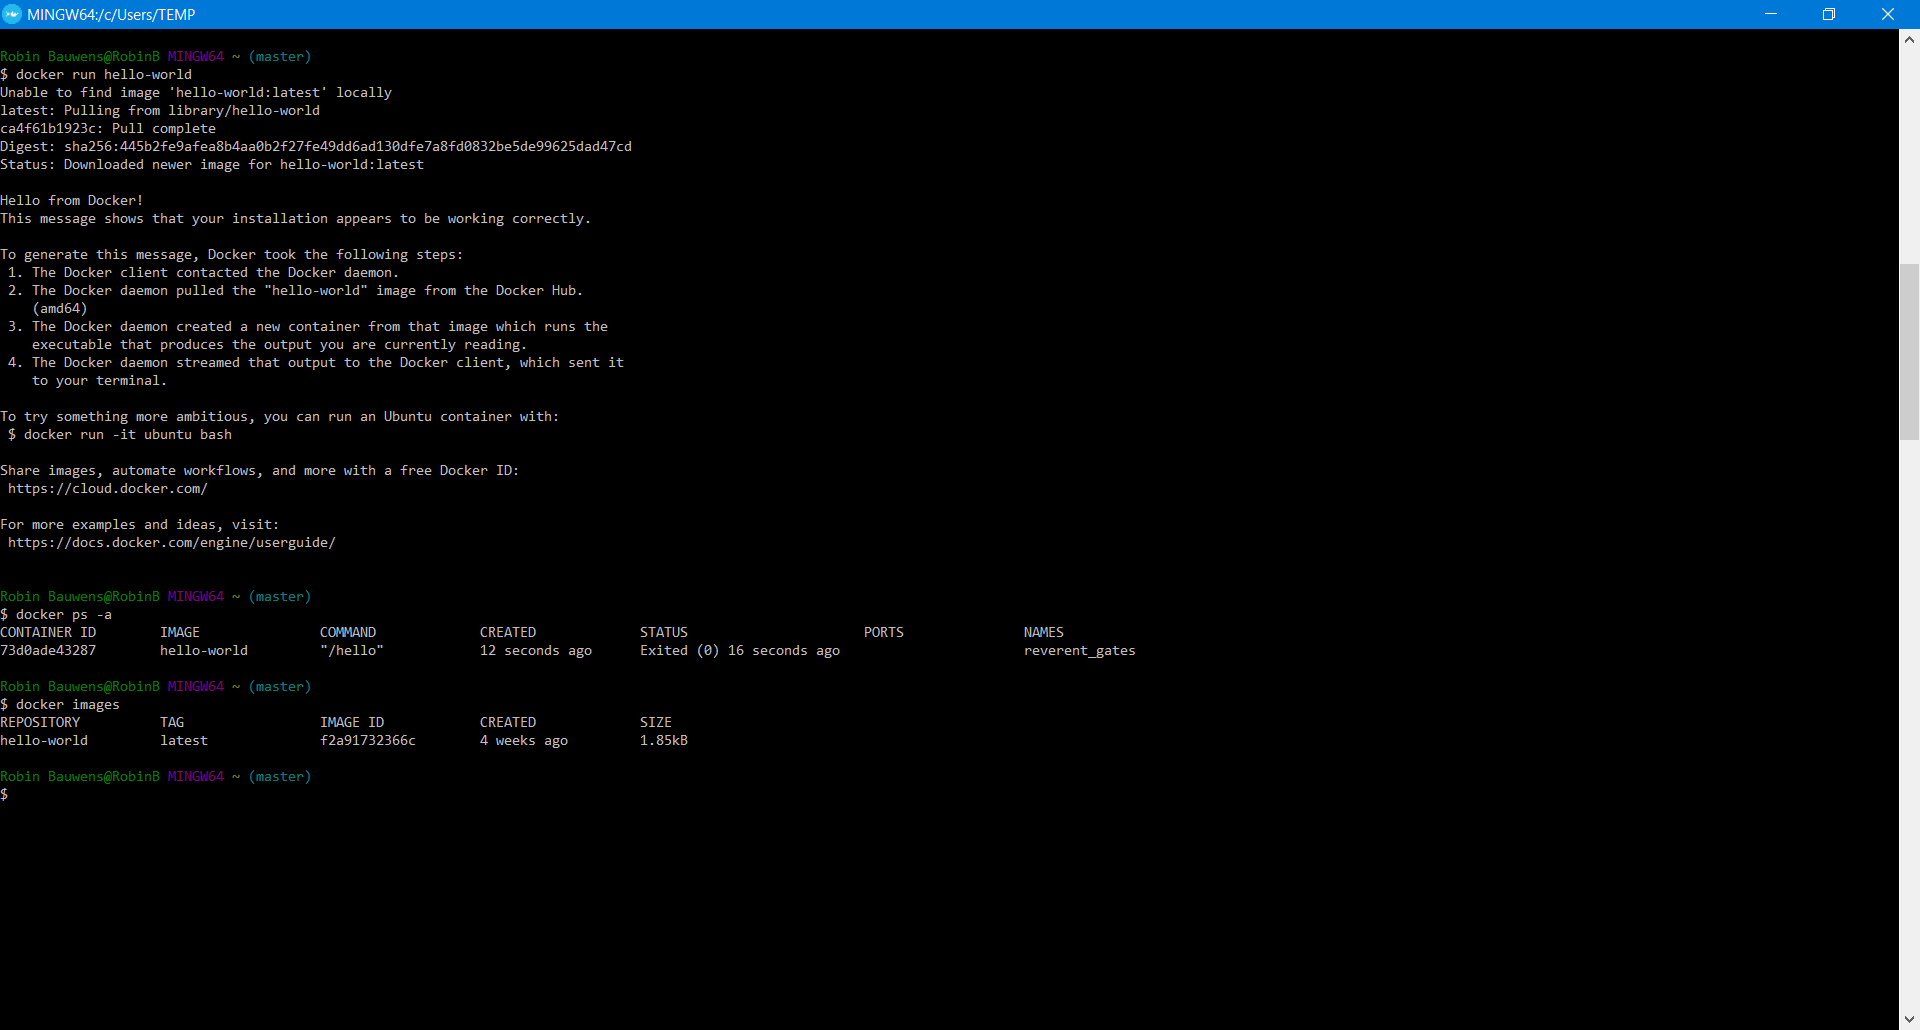 MINGW64:/c/Users/TEMP
Robin Bauwens@RobinB MINGW64 ~ (master)
$ docker run hello-world
Unable to find image 'hello-world:latest' locally
latest: Pulling from library/hello-world
ca4f61b1923c: Pull complete
Digest: sha256:445b2fe9afea8b4aa0b2f27fe49dd6ad130dfe7a8fd0832be5de99625dad47cd
Status: Downloaded newer image for hello-world:latest
Hello from Docker!
This message shows that your installation appears to be working correctly.
To generate this message, Docker took the following steps:
1. The Docker client contacted the Docker daemon.
2. The Docker daemon pulled the "hello-world" image from the Docker Hub.
(amd64)
3. The Docker daemon created a new container from that image which runs the
executable that produces the output you are currently reading.
4. The Docker daemon streamed that output to the Docker client, which sent it
to your terminal.
To try something more ambitious, you can run an Ubuntu container with:
$ docker run -it ubuntu bash
Share images, automate workflows, and more with a free Docker ID:
https://cloud.docker.com/
For more examples and ideas, visit:
https://docs.docker.com/engine/userguide/
Robin Bauwens@RobinB MINGW64 ~ (master)
$ docker ps -a
CONTAINER ID IMAGE COMMAND CREATED STATUS PORTS NAMES
73d0ade43287 hello-world "/hello" 12 seconds ago Exited (0) 16 seconds ago reverent_gates
Robin Bauwens@RobinB MINGW64 ~ (master)
$ docker images
REPOSITORY TAG IMAGE ID CREATED SIZE
hello-world latest f2a91732366c 4 weeks ago 1.85kB
Robin Bauwens@RobinB MINGW64 ~ (master)
$